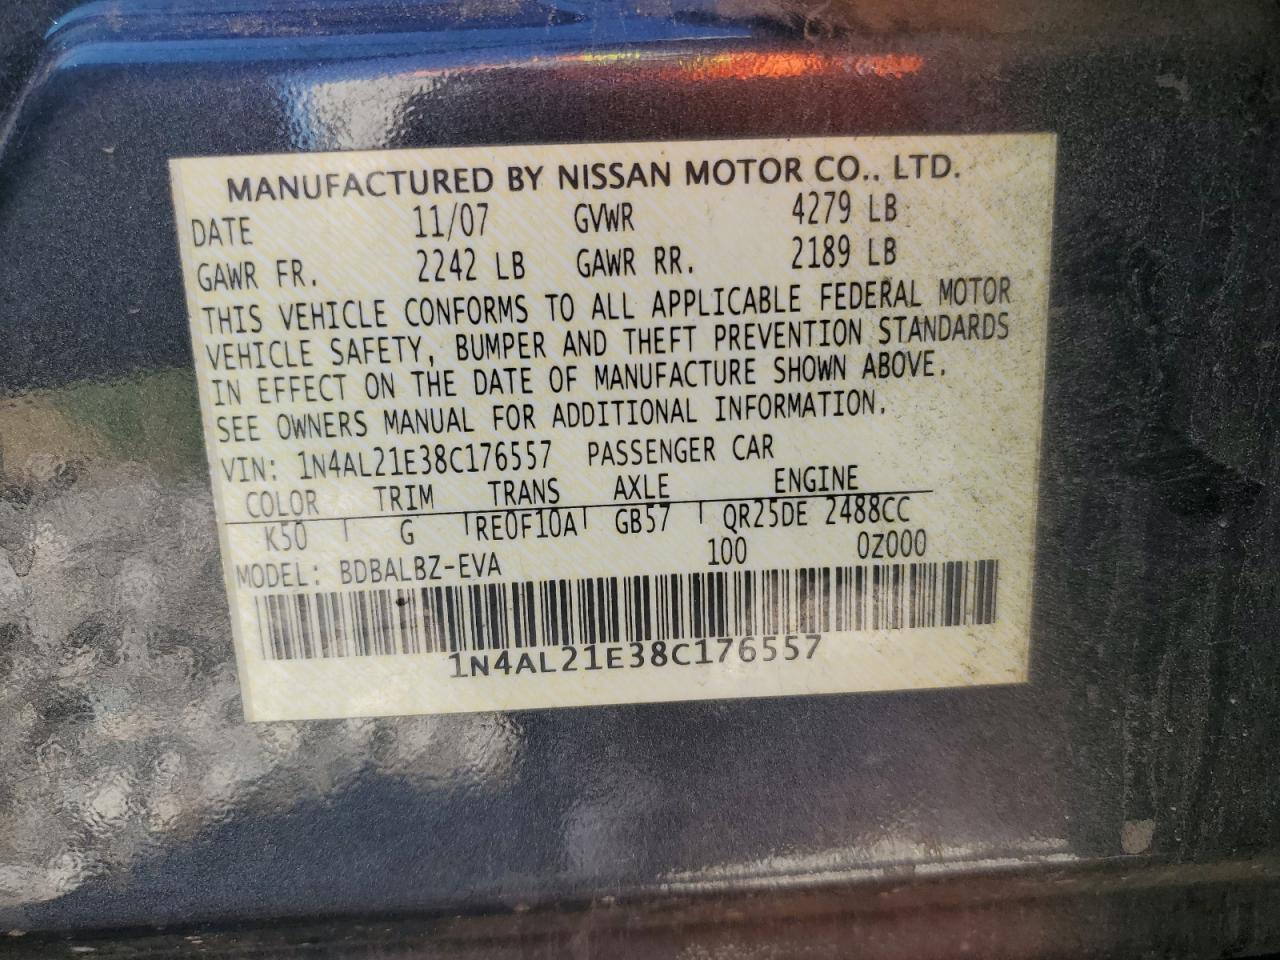 MANUFACTURED BY NISSAN MOTOR CO., LTD.
DATE 11/07 GVWR 4279 LB
GAWR FR. 2242 LB GAWR RR. 2189 LB
THIS VEHICLE CONFORMS TO ALL APPLICABLE FEDERAL MOTOR
VEHICLE SAFETY, BUMPER AND THEFT PREVENTION STANDARDS
IN EFFECT ON THE DATE OF MANUFACTURE SHOWN ABOVE.
SEE OWNERS MANUAL FOR ADDITIONAL INFORMATION.
VIN: 1N4AL21E38C176557 PASSENGER CAR
COLOR TRIM TRANS AXLE ENGINE
K50 G RE0F10A GB57 QR25DE 2488CC
MODEL: BDBALBZ-EVA 100 0Z000
1N4AL21E38C176557